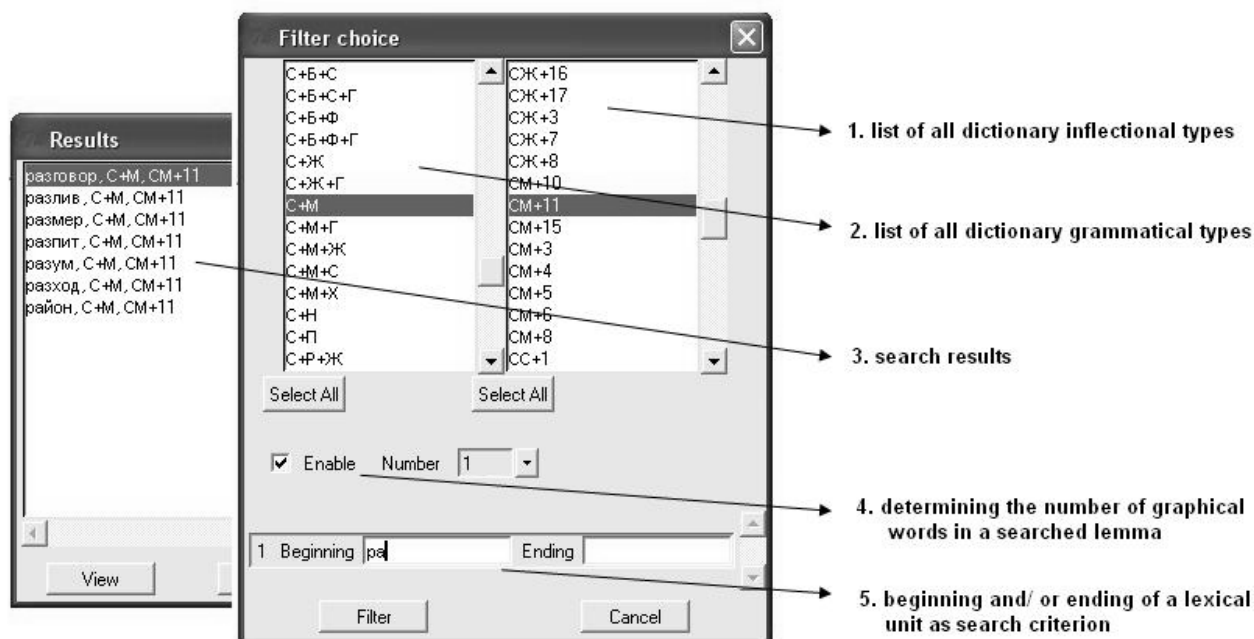 Results
разговор, С+М, СМ+11
разлив, С+М, СМ+11
размер, С+М, СМ+11
разпит, С+М, СМ+11
разум, С+М, СМ+11
разход, С+М, СМ+11
район, С+М, СМ+11
View
Filter choice
С+Б+С
С+Б+С+Г
С+Б+Ф
С+Б+Ф+Г
С+Ж
С+Ж+Г
С+М
С+М+Г
С+М+Ж
С+М+С
С+М+Х
С+Н
С+П
С+Р+Ж
Select All
СЖ+16
СЖ+17
СЖ+3
СЖ+7
СЖ+8
СМ+10
СМ+11
СМ+15
СМ+3
СМ+4
СМ+5
СМ+6
СМ+8
СС+1
Select All
Enable Number 1
1 Beginning ра Ending
Filter Cancel
1. list of all dictionary inflectional types
2. list of all dictionary grammatical types
3. search results
4. determining the number of graphical
words in a searched lemma
5. beginning and/ or ending of a lexical
unit as search criterion